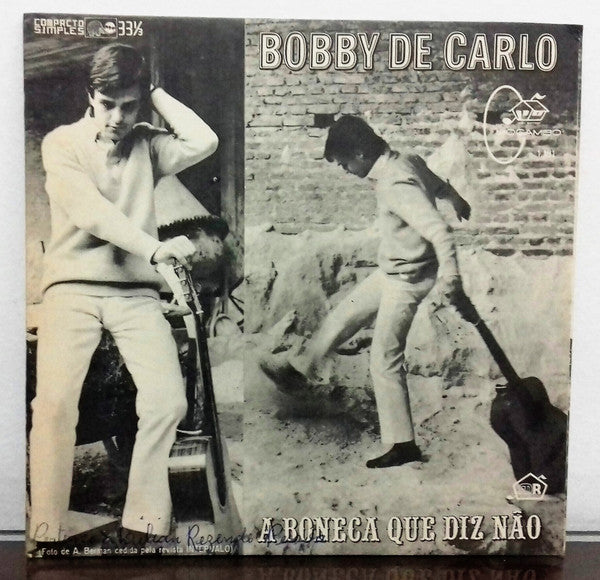 COMPACTO
SIMPLES
33⅓
BOBBY DE CARLO
MOCAMBO
R
A BONECA QUE DIZ NÃO
Rezende
(Foto de A. Berman cedida pela revista INTERVALO)